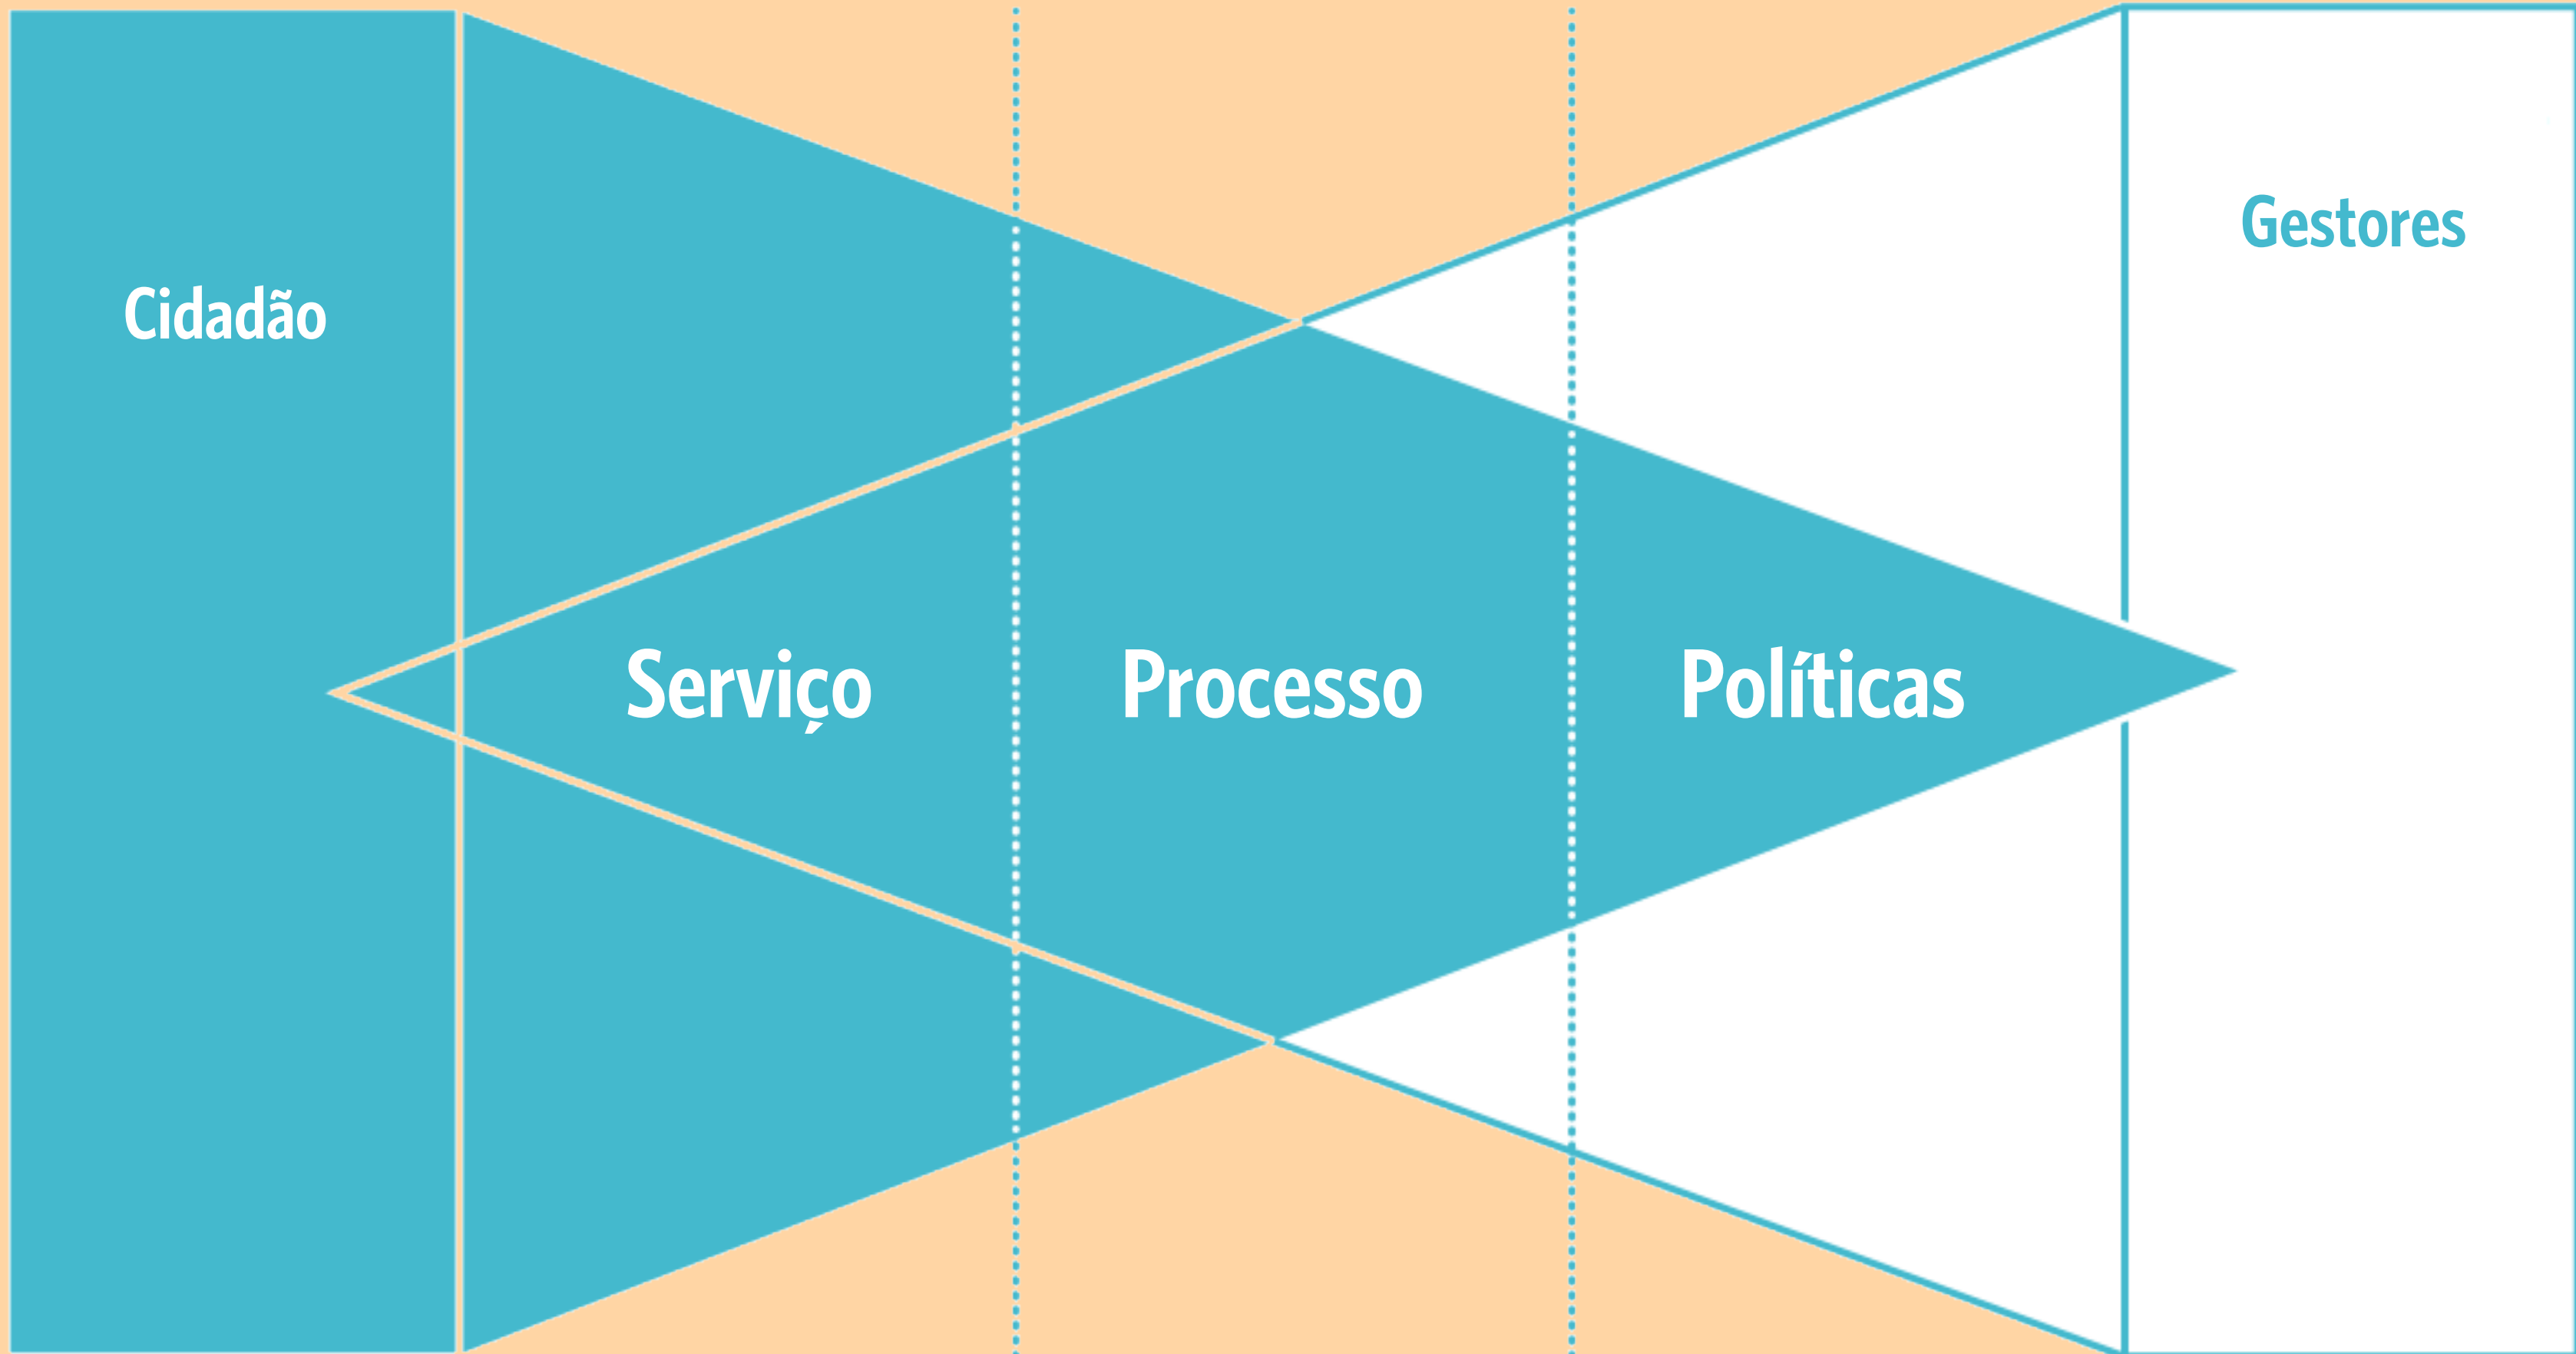 Cidadão
Serviço
Processo
Políticas
Gestores